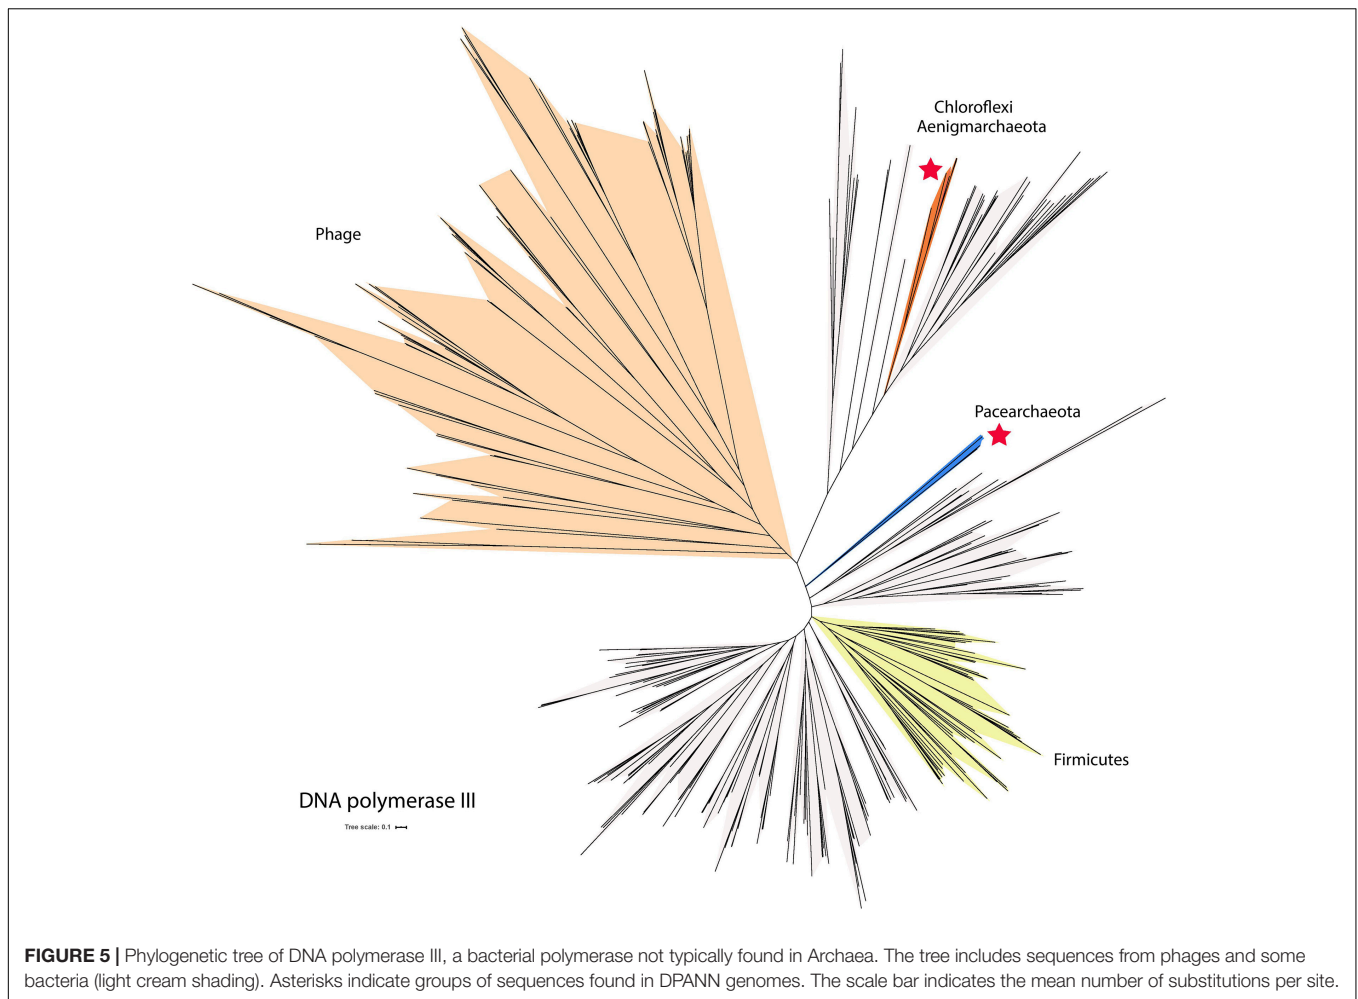 Chloroflexi
Aenigmarchaeota
Phage
Pacearchaeota
Firmicutes
DNA polymerase III
Tree scale: 0.1
FIGURE 5 | Phylogenetic tree of DNA polymerase III, a bacterial polymerase not typically found in Archaea. The tree includes sequences from phages and some
bacteria (light cream shading). Asterisks indicate groups of sequences found in DPANN genomes. The scale bar indicates the mean number of substitutions per site.